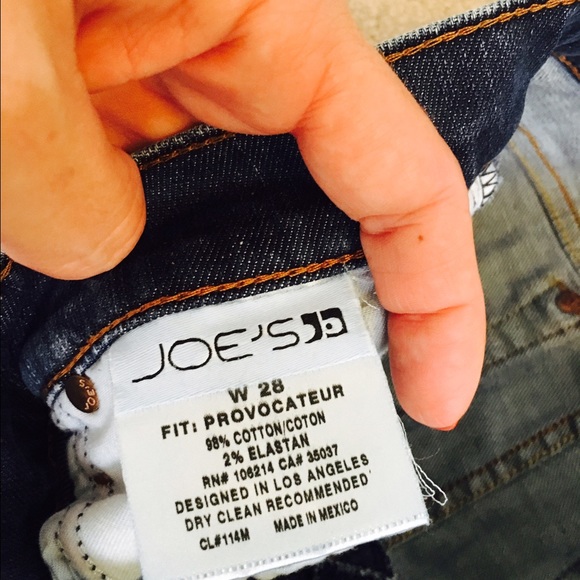 JOE'S
W 28
FIT: PROVOCATEUR
98% COTTON/COTON
2% ELASTAN
RN# 106214 CA# 35037
DESIGNED IN LOS ANGELES
DRY CLEAN RECOMMENDED
CL#114M MADE IN MEXICO
JOE'S